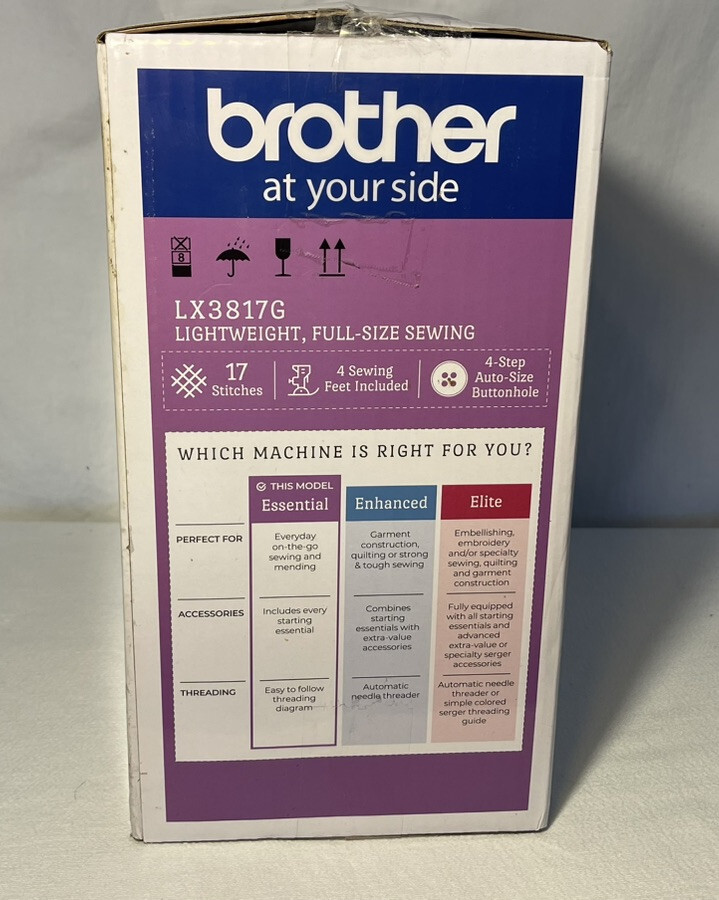 brother
at your side
8
LX3817G
LIGHTWEIGHT, FULL-SIZE SEWING
17
Stitches
4 Sewing
Feet Included
4-Step
Auto-Size
Buttonhole
WHICH MACHINE IS RIGHT FOR YOU?
THIS MODEL
Essential
Enhanced
Elite
PERFECT FOR
Everyday
on-the-go
sewing and
mending
Garment
construction,
quilting or strong
& tough sewing
Embellishing,
embroidery
and/or specialty
sewing, quilting
and garment
construction
ACCESSORIES
Includes every
starting
essential
Combines
starting
essentials with
extra-value
accessories
Fully equipped
with all starting
essentials and
advanced
extra-value or
specialty serger
accessories
THREADING
Easy to follow
threading
diagram
Automatic
needle threader
Automatic needle
threader or
simple colored
serger threading
guide